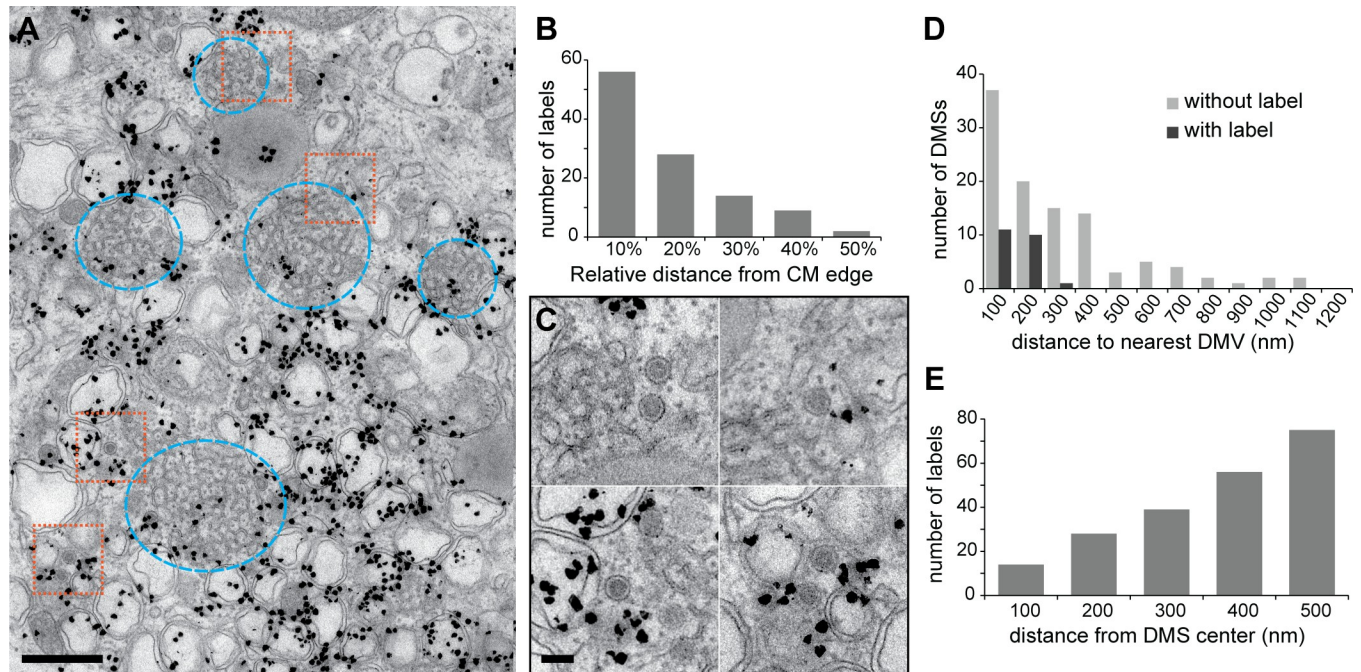 A
B
60
40
20
0
number of labels
10% 20% 30% 40% 50%
Relative distance from CM edge
C
D
40
30
20
10
0
number of DMSs
without label
with label
100 200 300 400 500 600 700 800 900 1000 1100 1200
distance to nearest DMV (nm)
E
80
60
40
20
0
number of labels
100 200 300 400 500
distance from DMS center (nm)